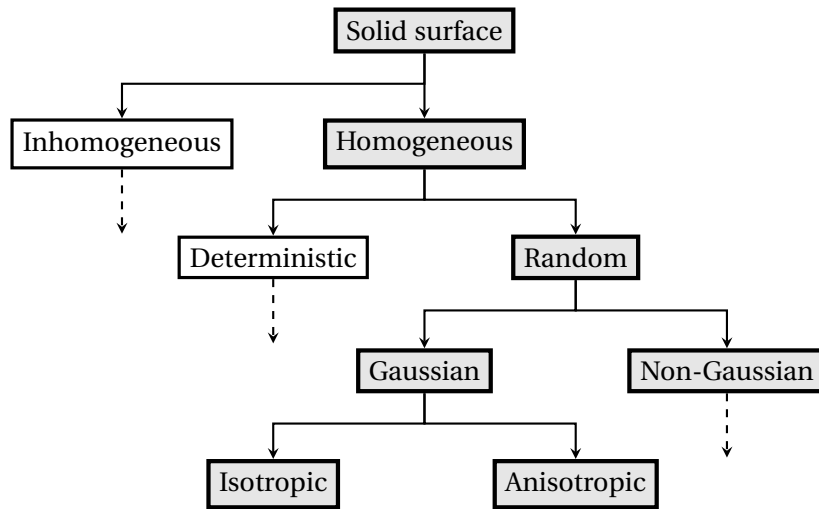 Solid surface
Inhomogeneous
Homogeneous
Deterministic
Random
Gaussian
Non-Gaussian
Isotropic
Anisotropic